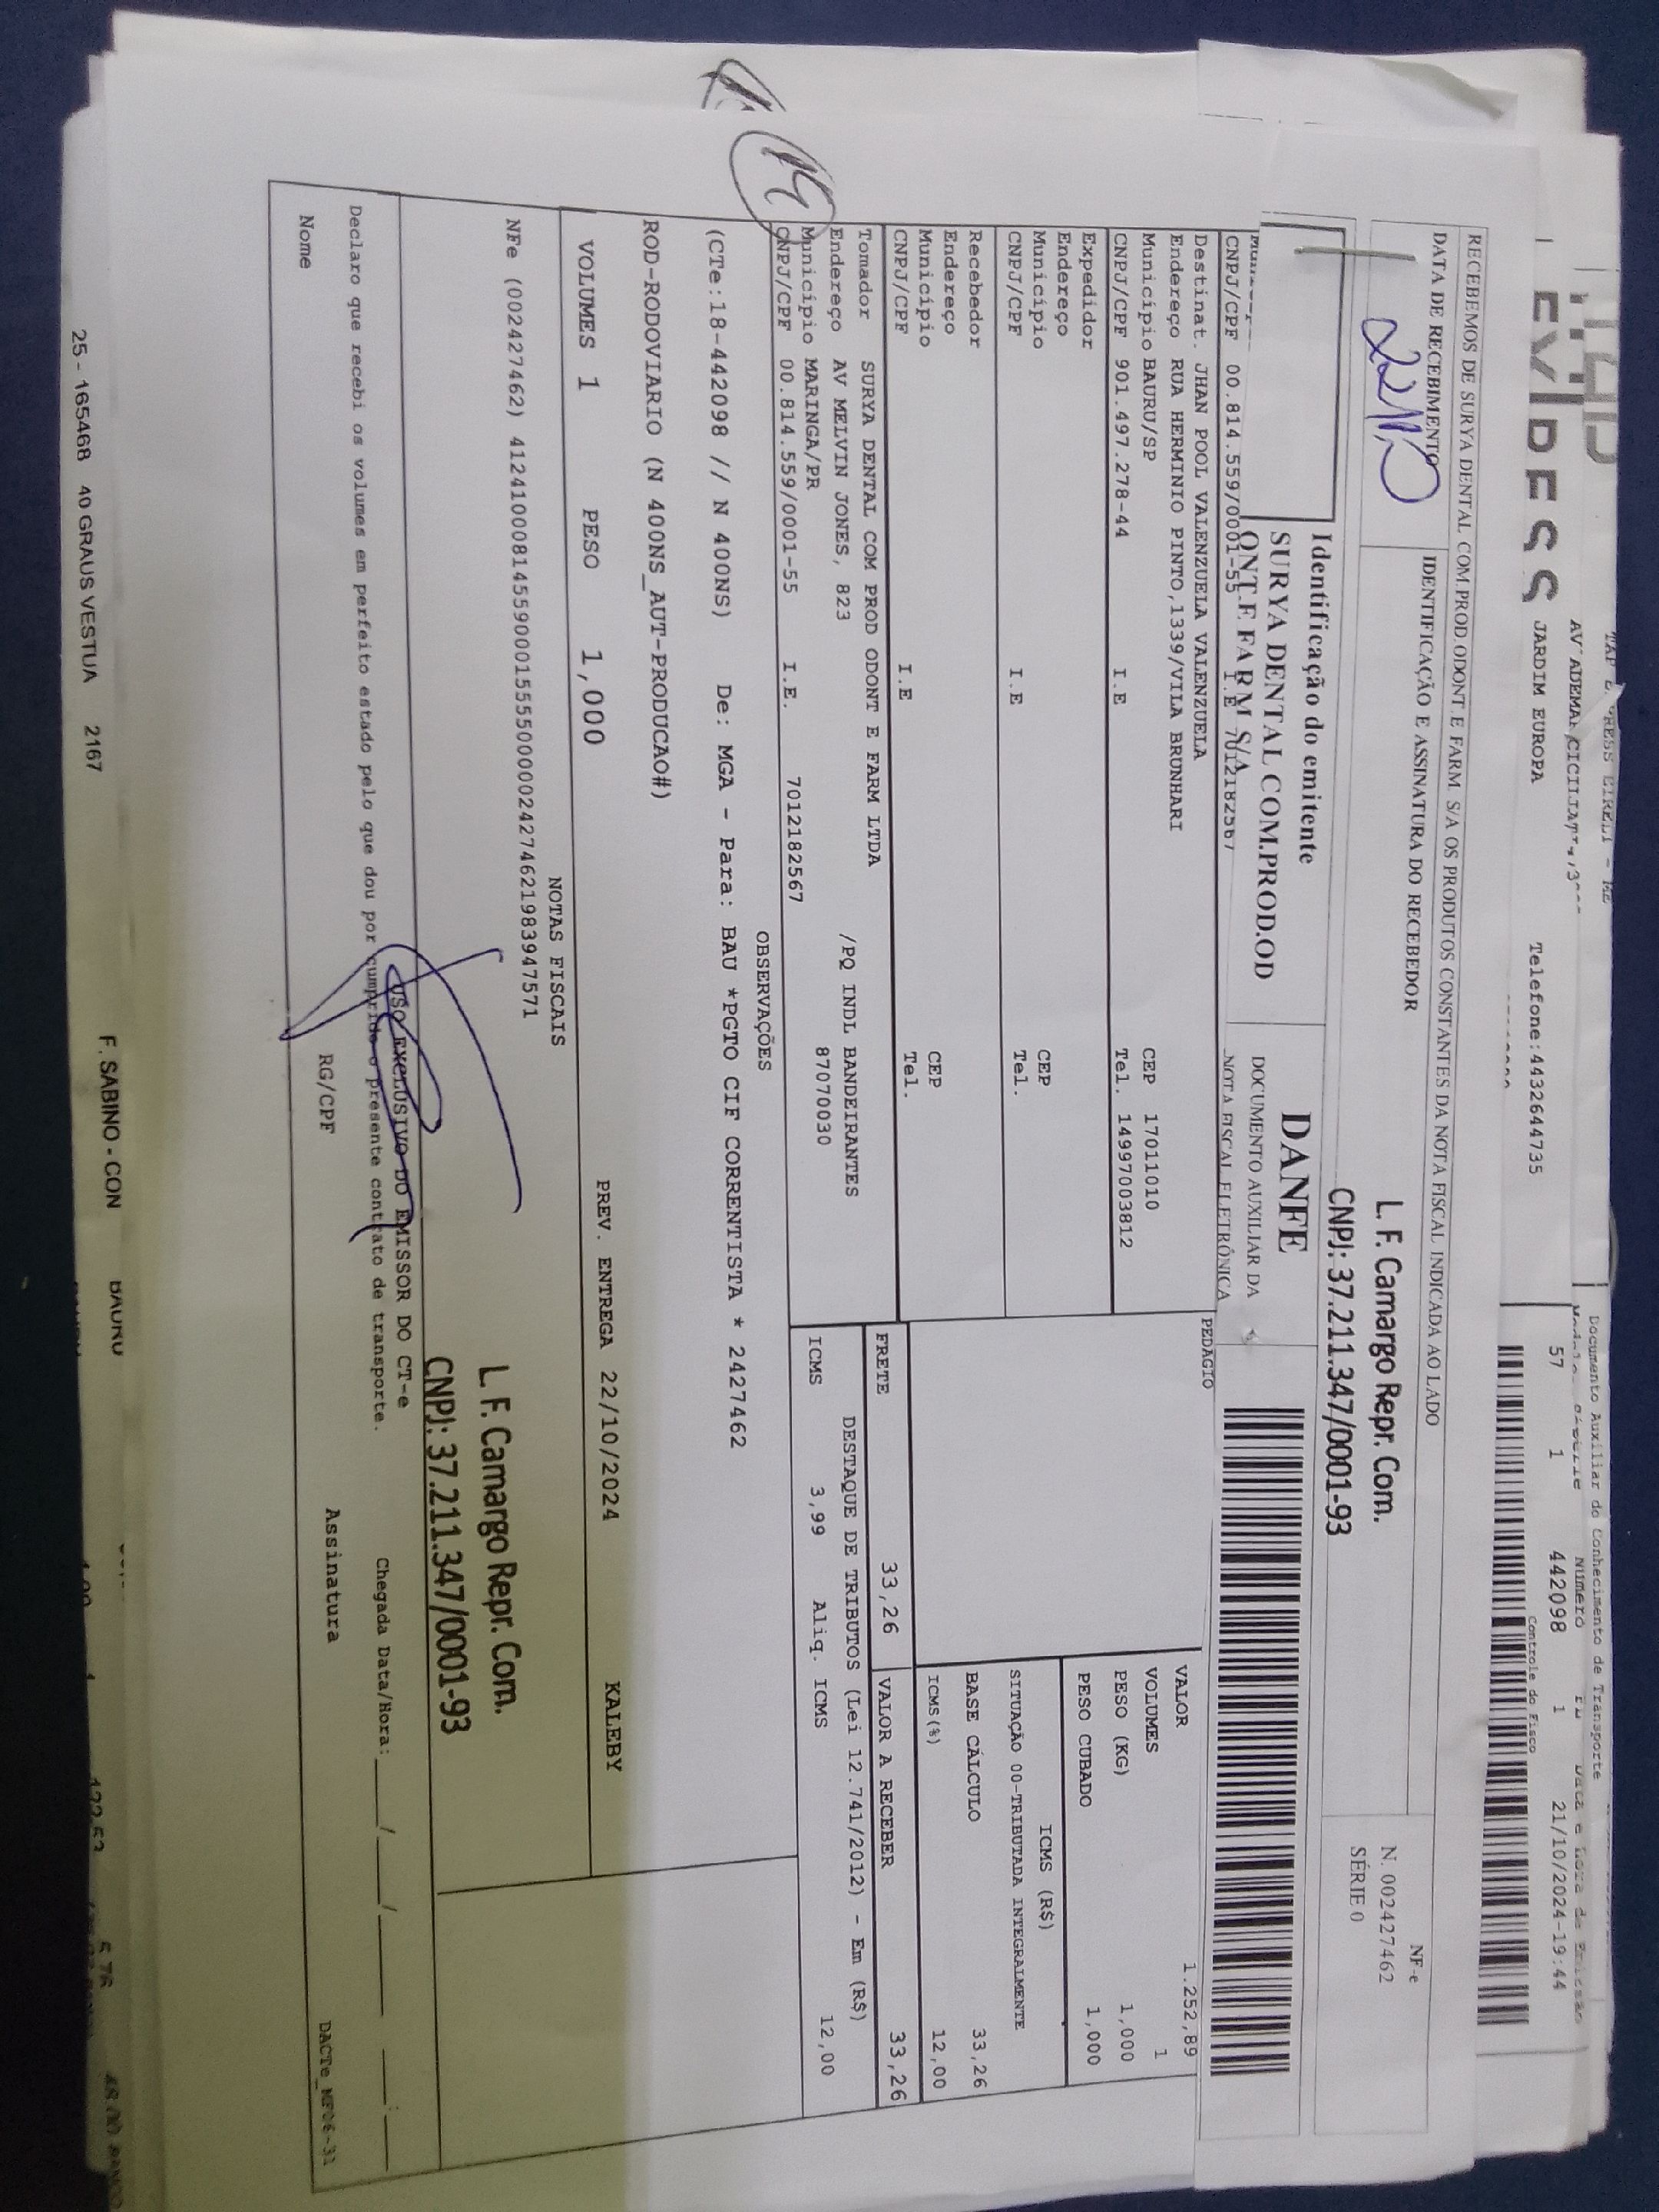 JARDIM EUROPA
Telefone:4432644735
Documento Auxiliar do Conhecimento de Transporte
57 1 442098 1 21/10/2024-19:44
Controle do Fisco
RECEBEMOS DE SURYA DENTAL COM.PROD.ODONT.E FARM. S/A OS PRODUTOS CONSTANTES DA NOTA FISCAL INDICADA AO LADO
DATA DE RECEBIMENTO
IDENTIFICAÇÃO E ASSINATURA DO RECEBEDOR
NF-e
N. 002427462
SÉRIE 0
L. F. Camargo Repr. Com.
CNPJ: 37.211.347/0001-93
Identificação do emitente
SURYA DENTAL COM.PROD.OD
ONT.E FARM S/A
DANFE
DOCUMENTO AUXILIAR DA
NOTA FISCAL ELETRÔNICA
CNPJ/CPF 00.814.559/0001-55 I.E 7012182567
Destinat. JHAN POOL VALENZUELA VALENZUELA
Endereço RUA HERMINIO PINTO,1339/VILA BRUNHARI
Município BAURU/SP CEP 17011010
CNPJ/CPF 901.497.278-44 I.E Tel. 14997003812
Expedidor
Endereço
Município CEP
CNPJ/CPF I.E Tel.
Recebedor
Endereço
Município CEP
CNPJ/CPF I.E Tel.
Tomador SURYA DENTAL COM PROD ODONT E FARM LTDA
Endereço AV MELVIN JONES, 823 /PQ INDL BANDEIRANTES
Município MARINGA/PR 87070030
CNPJ/CPF 00.814.559/0001-55 I.E. 7012182567
PEDAGIO
VALOR 1.252,89
VOLUMES 1
PESO (KG) 1,000
PESO CUBADO 1,000
ICMS (R$)
SITUAÇÃO 00-TRIBUTADA INTEGRALMENTE
BASE CÁLCULO 33,26
ICMS(%) 12,00
FRETE 33,26 VALOR A RECEBER 33,26
DESTAQUE DE TRIBUTOS (Lei 12.741/2012) - Em (R$)
ICMS 3,99 Aliq. ICMS 12,00
OBSERVAÇÕES
(CTe:18-442098 // N 400NS) De: MGA - Para: BAU *PGTO CIF CORRENTISTA * 2427462
ROD-RODOVIARIO (N 400NS_AUT-PRODUCAO#)
VOLUMES 1 PESO 1,000 PREV. ENTREGA 22/10/2024 KALEBY
NOTAS FISCAIS
NFe (002427462) 41241000814559000155550000024274621983947571
L. F. Camargo Repr. Com.
CNPJ: 37.211.347/0001-93
USO EXCLUSIVO DO EMISSOR DO CT-e
Declaro que recebi os volumes em perfeito estado pelo que dou por cumprido o presente contrato de transporte.
Chegada Data/Hora:____/____/____ __:__
Nome RG/CPF Assinatura
DACTe_MF06-31
25 - 165468 40 GRAUS VESTUA 2167 F. SABINO - CON BAURU